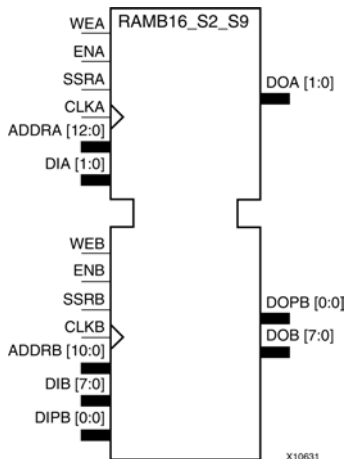 RAMB16_S2_S9
WEA
ENA
SSRA
CLKA
ADDRA [12:0]
DIA [1:0]
DOA [1:0]
WEB
ENB
SSRB
CLKB
ADDRB [10:0]
DIB [7:0]
DIPB [0:0]
DOPB [0:0]
DOB [7:0]
X10631